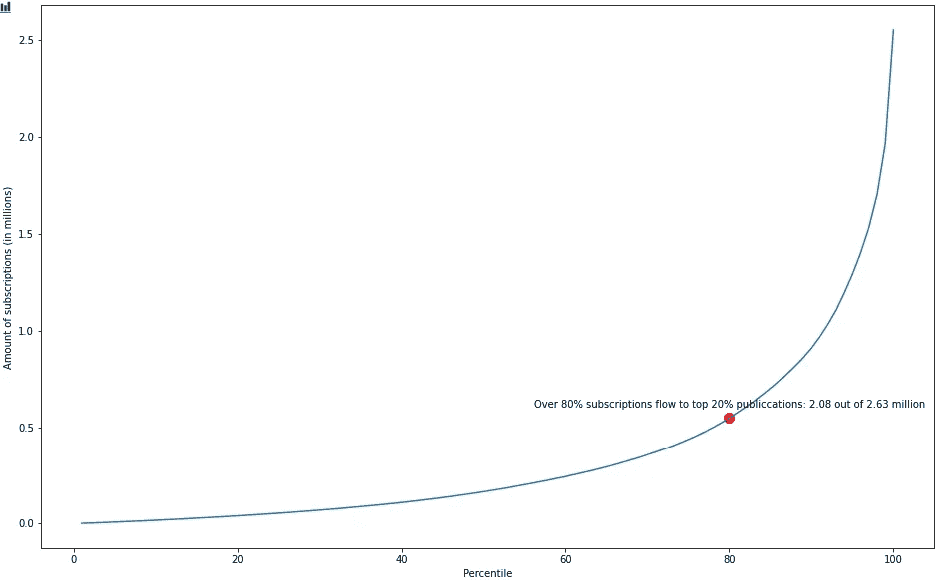 2.5
2.0
1.5
1.0
0.5
0.0
Amount of subscriptions (in millions)
Over 80% subscriptions flow to top 20% publiccations: 2.08 out of 2.63 million
0 20 40 60 80 100
Percentile